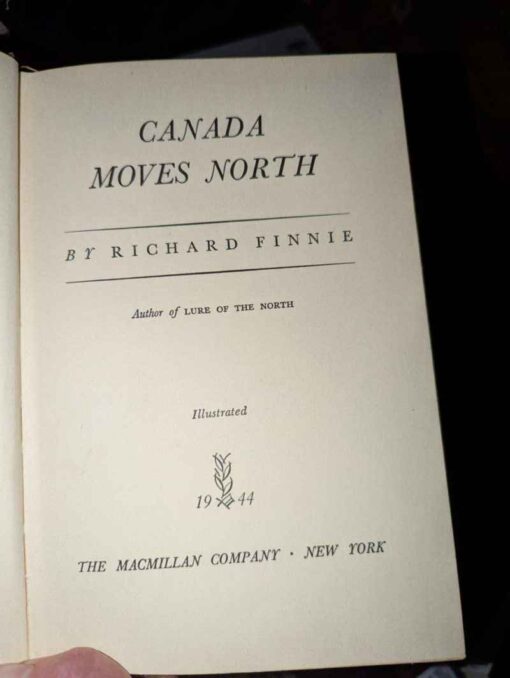 CANADA
MOVES NORTH
BY RICHARD FINNIE
Author of LURE OF THE NORTH
Illustrated
19 44
THE MACMILLAN COMPANY · NEW YORK